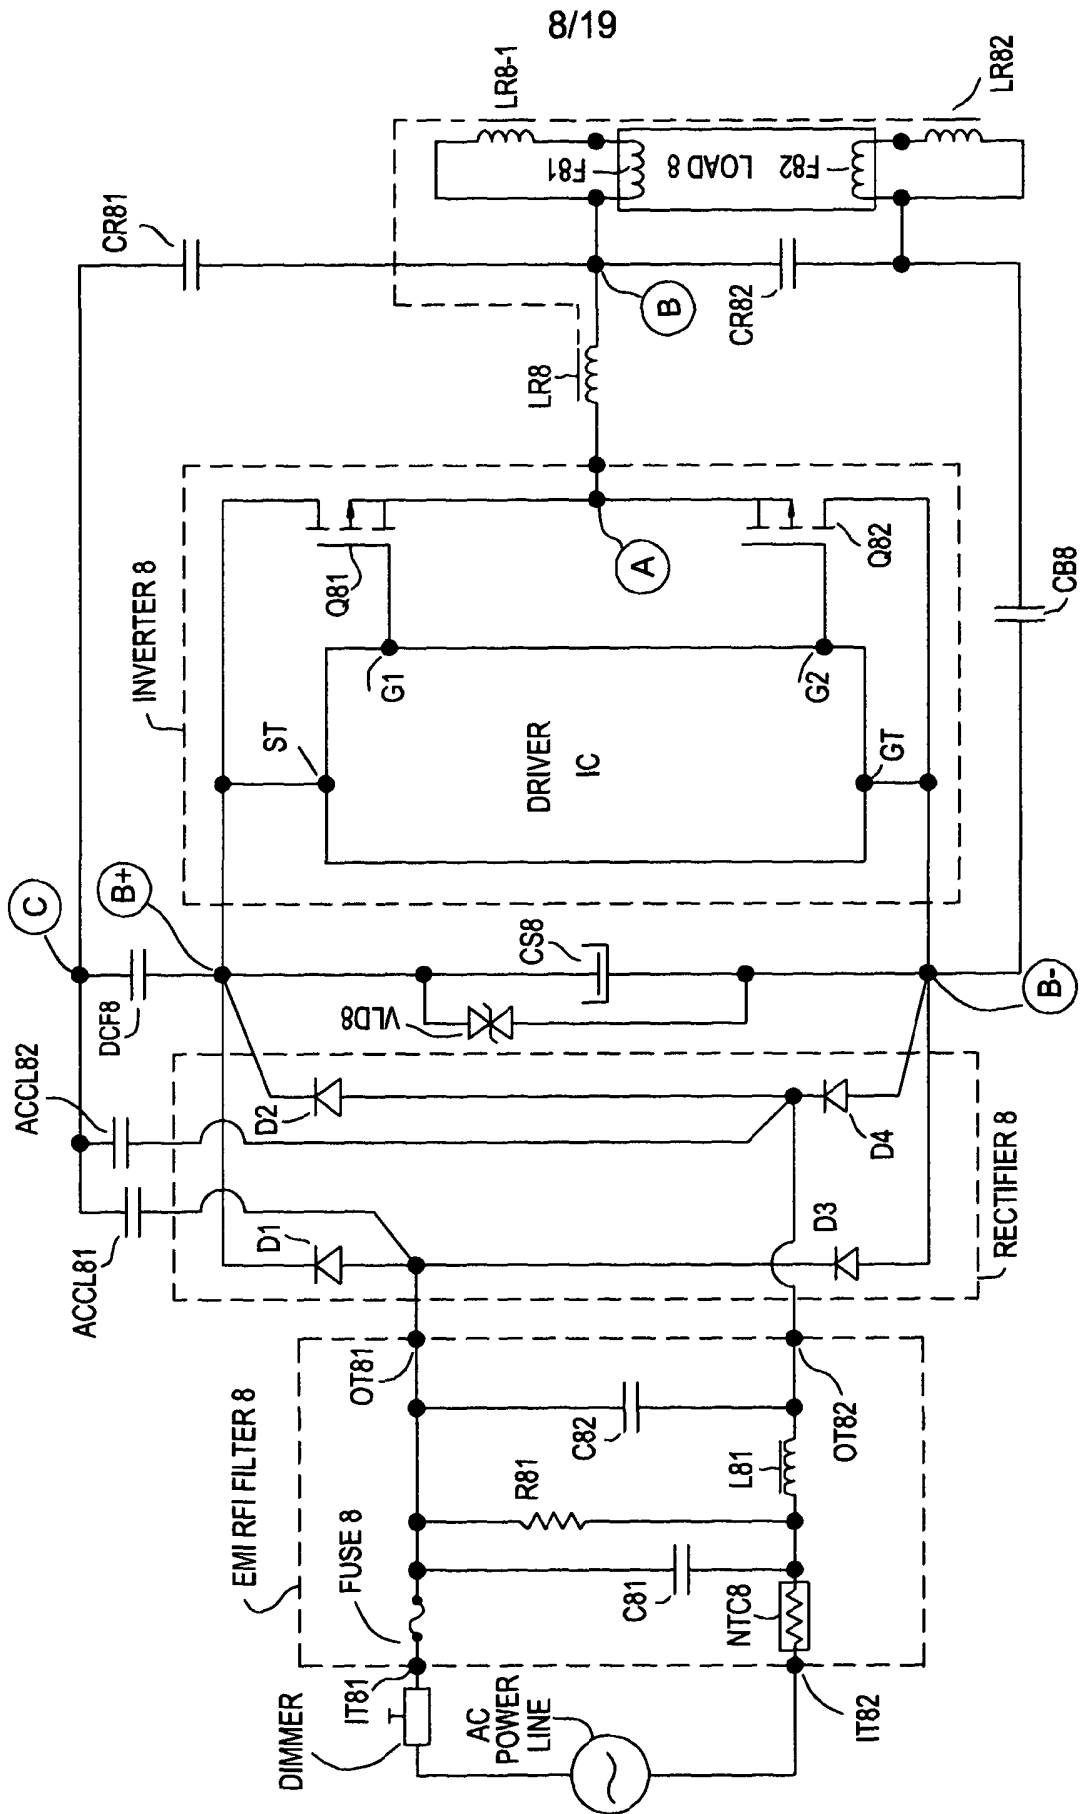 8/19
DIMMER
AC
POWER
LINE
IT81
IT82
EMI RFI FILTER 8
FUSE 8
C81
R81
NTC8
L81
C82
OT81
OT82
ACCL81
ACCL82
D1
D2
D3
D4
RECTIFIER 8
DCF8
C
B+
VLD8
CS8
B-
INVERTER 8
ST
DRIVER
IC
GT
G1
G2
Q81
Q82
A
LR8
CB8
CR81
B
CR82
LR8-1
F81
LOAD 8
F82
LR82